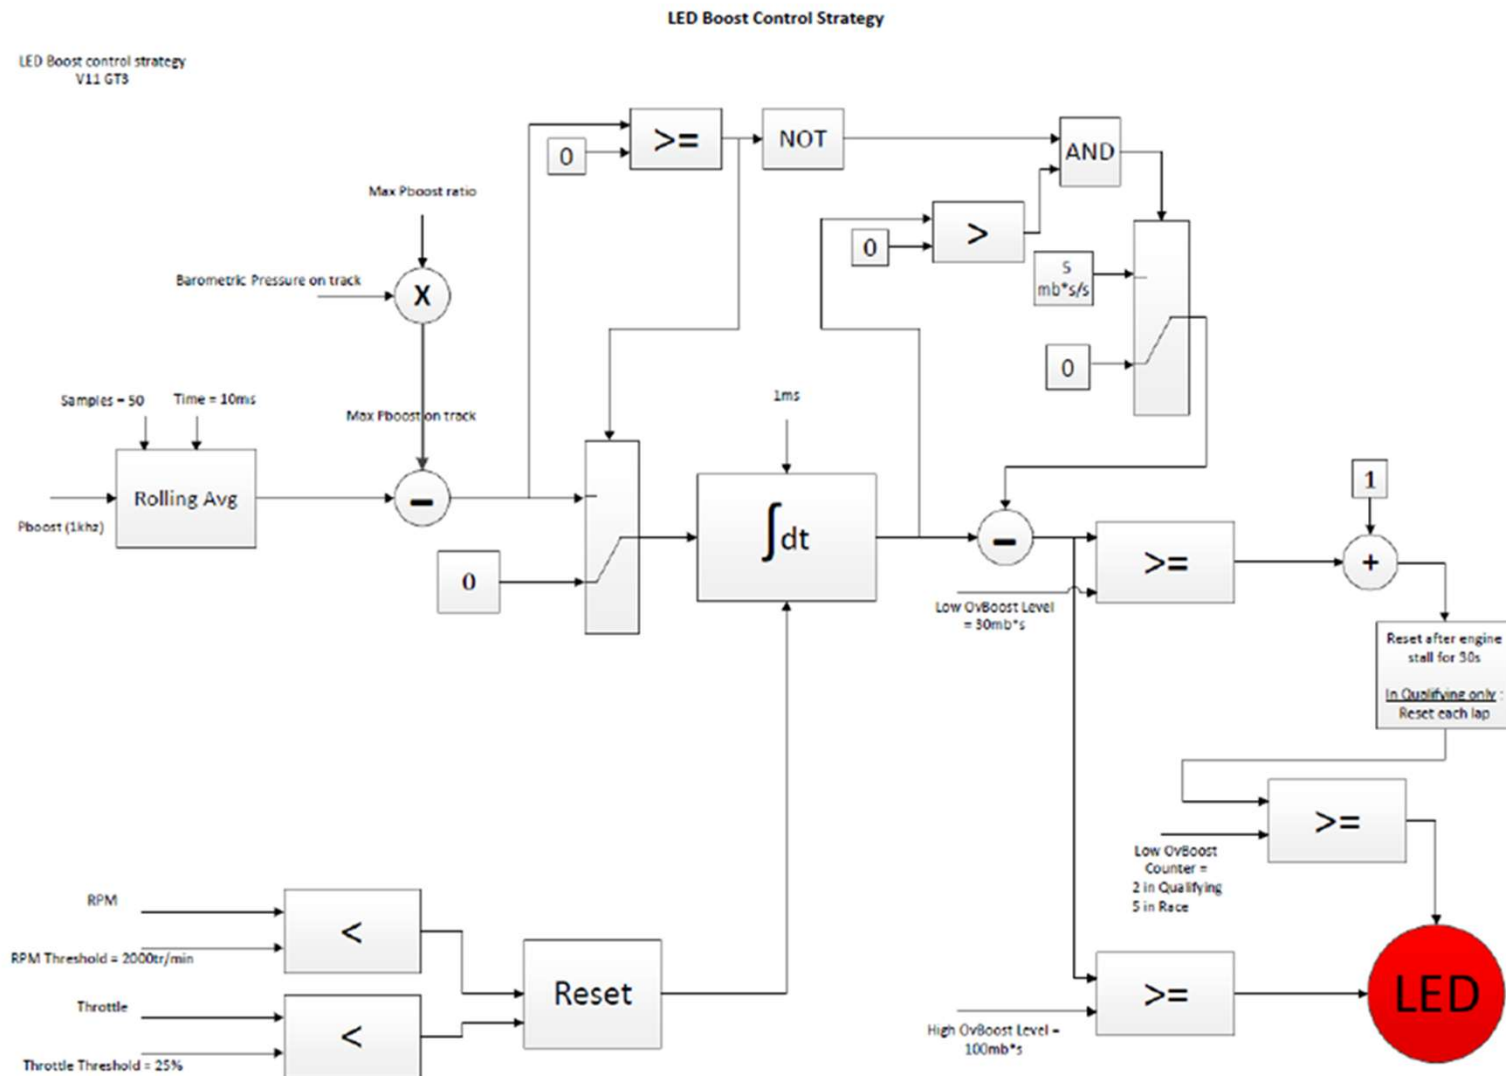 LED Boost Control Strategy
LED Boost control strategy
V11 GT3
>=
0
NOT
AND
Max Pboost ratio
>
0
5
mb*s/s
Barometric Pressure on track
X
0
Samples = 50
Time = 10ms
1ms
Max Pboost on track
Rolling Avg
-
Pboost (1khz)
∫dt
1
0
-
>=
+
Low OvBoost Level
= 30mb*s
Reset after engine
stall for 30s
In Qualifying only :
Reset each lap
>=
Low OvBoost
Counter =
2 in Qualifying
5 in Race
RPM
<
RPM Threshold = 2000tr/min
Reset
Throttle
<
Throttle Threshold = 25%
>=
LED
High OvBoost Level =
100mb*s